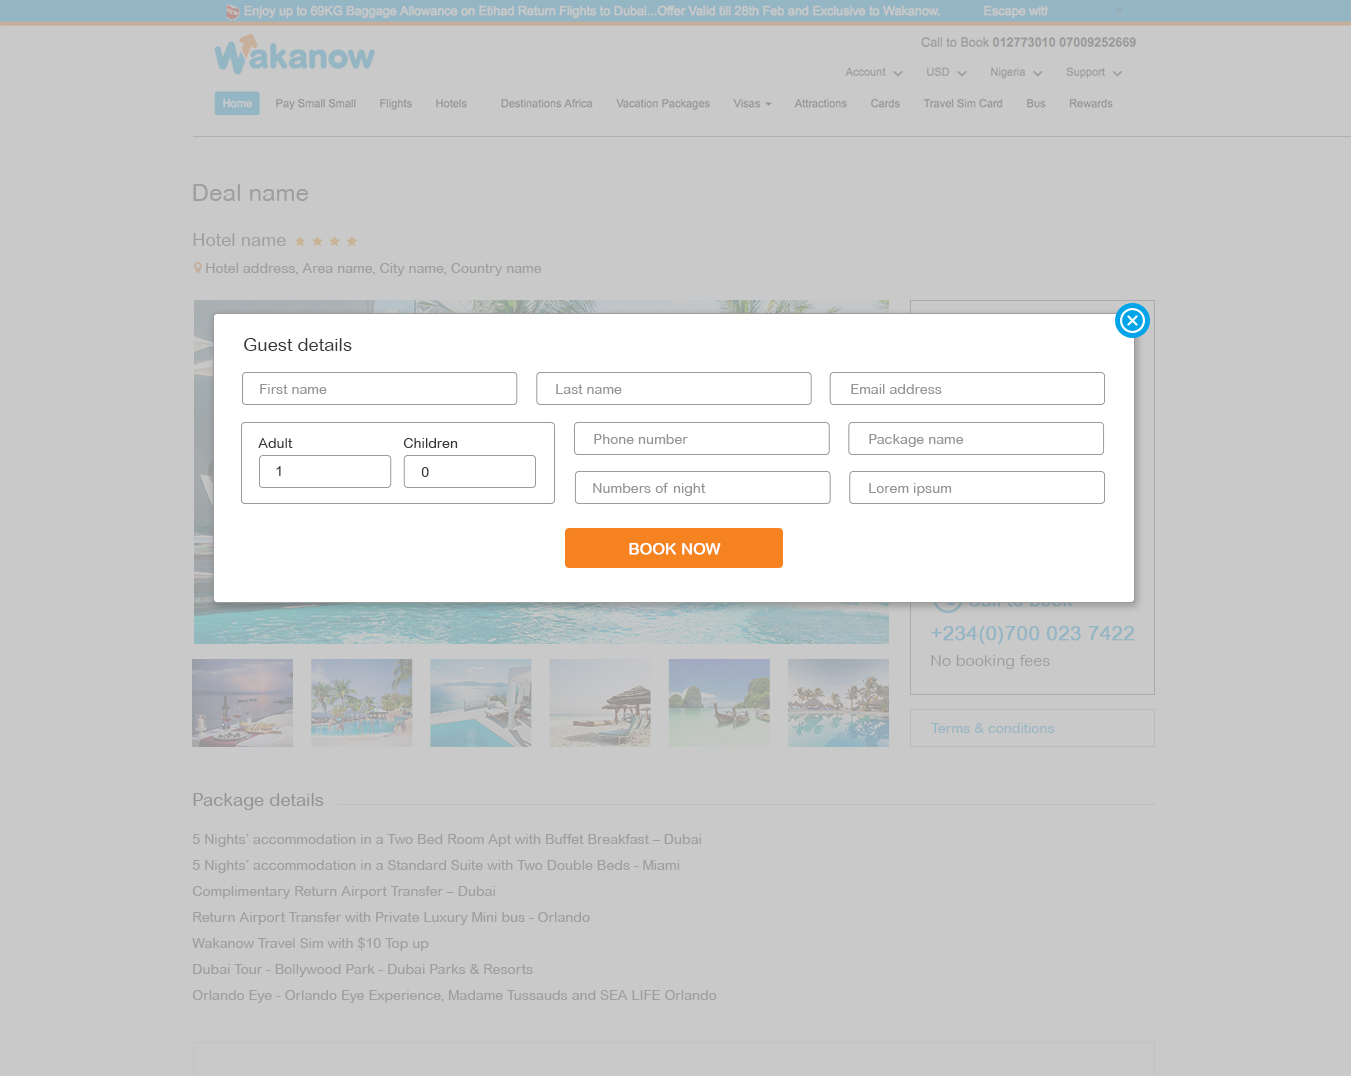 Enjoy up to 69KG Baggage Allowance on Etihad Return Flights to Dubai...Offer Valid till 28th Feb and Exclusive to Wakanow. Escape with
Wakanow
Call to Book 012773010 07009252669
Account USD Nigeria Support
Home Pay Small Small Flights Hotels Destinations Africa Vacation Packages Visas Attractions Cards Travel Sim Card Bus Rewards
Deal name
Hotel name
Hotel address, Area name, City name, Country name
Guest details
First name Last name Email address
Adult Children
Phone number Package name
1 0
Numbers of night Lorem ipsum
BOOK NOW
Call to book
+234(0)700 023 7422
No booking fees
Terms & conditions
Package details
5 Nights’ accommodation in a Two Bed Room Apt with Buffet Breakfast – Dubai
5 Nights’ accommodation in a Standard Suite with Two Double Beds - Miami
Complimentary Return Airport Transfer – Dubai
Return Airport Transfer with Private Luxury Mini bus - Orlando
Wakanow Travel Sim with $10 Top up
Dubai Tour - Bollywood Park - Dubai Parks & Resorts
Orlando Eye - Orlando Eye Experience, Madame Tussauds and SEA LIFE Orlando